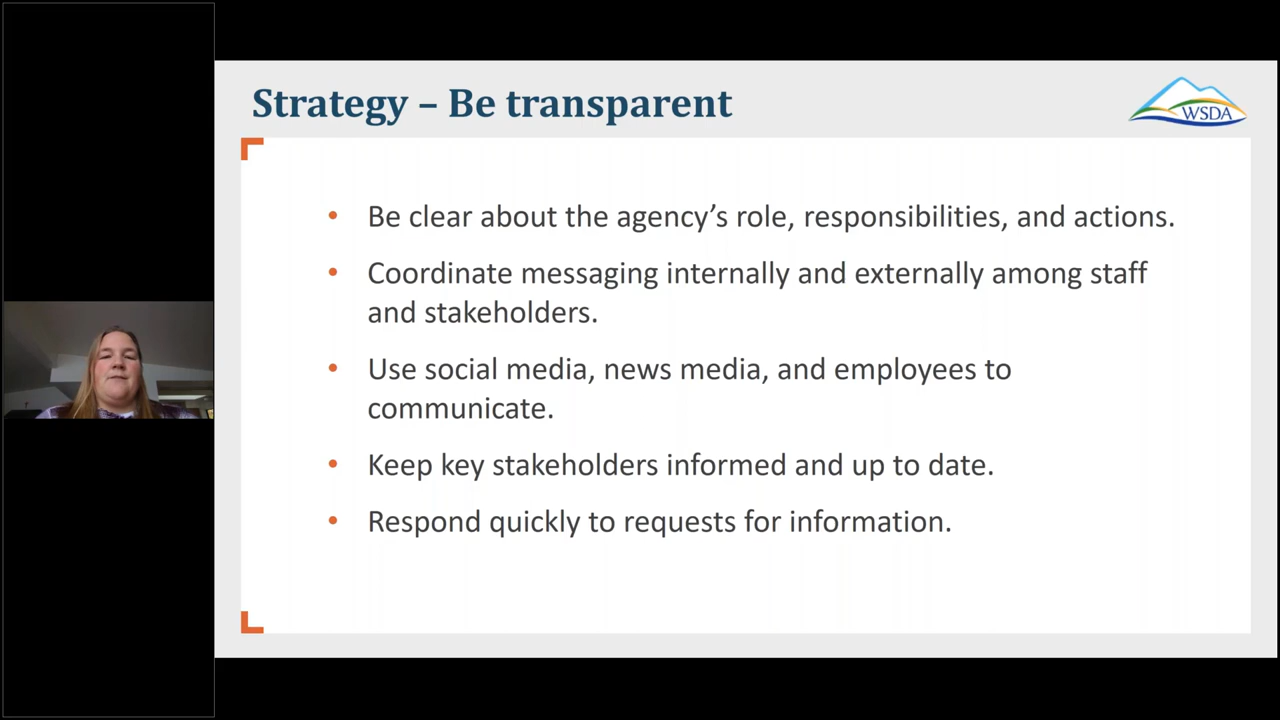 Strategy – Be transparent
WSDA
• Be clear about the agency’s role, responsibilities, and actions.
• Coordinate messaging internally and externally among staff
and stakeholders.
• Use social media, news media, and employees to
communicate.
• Keep key stakeholders informed and up to date.
• Respond quickly to requests for information.